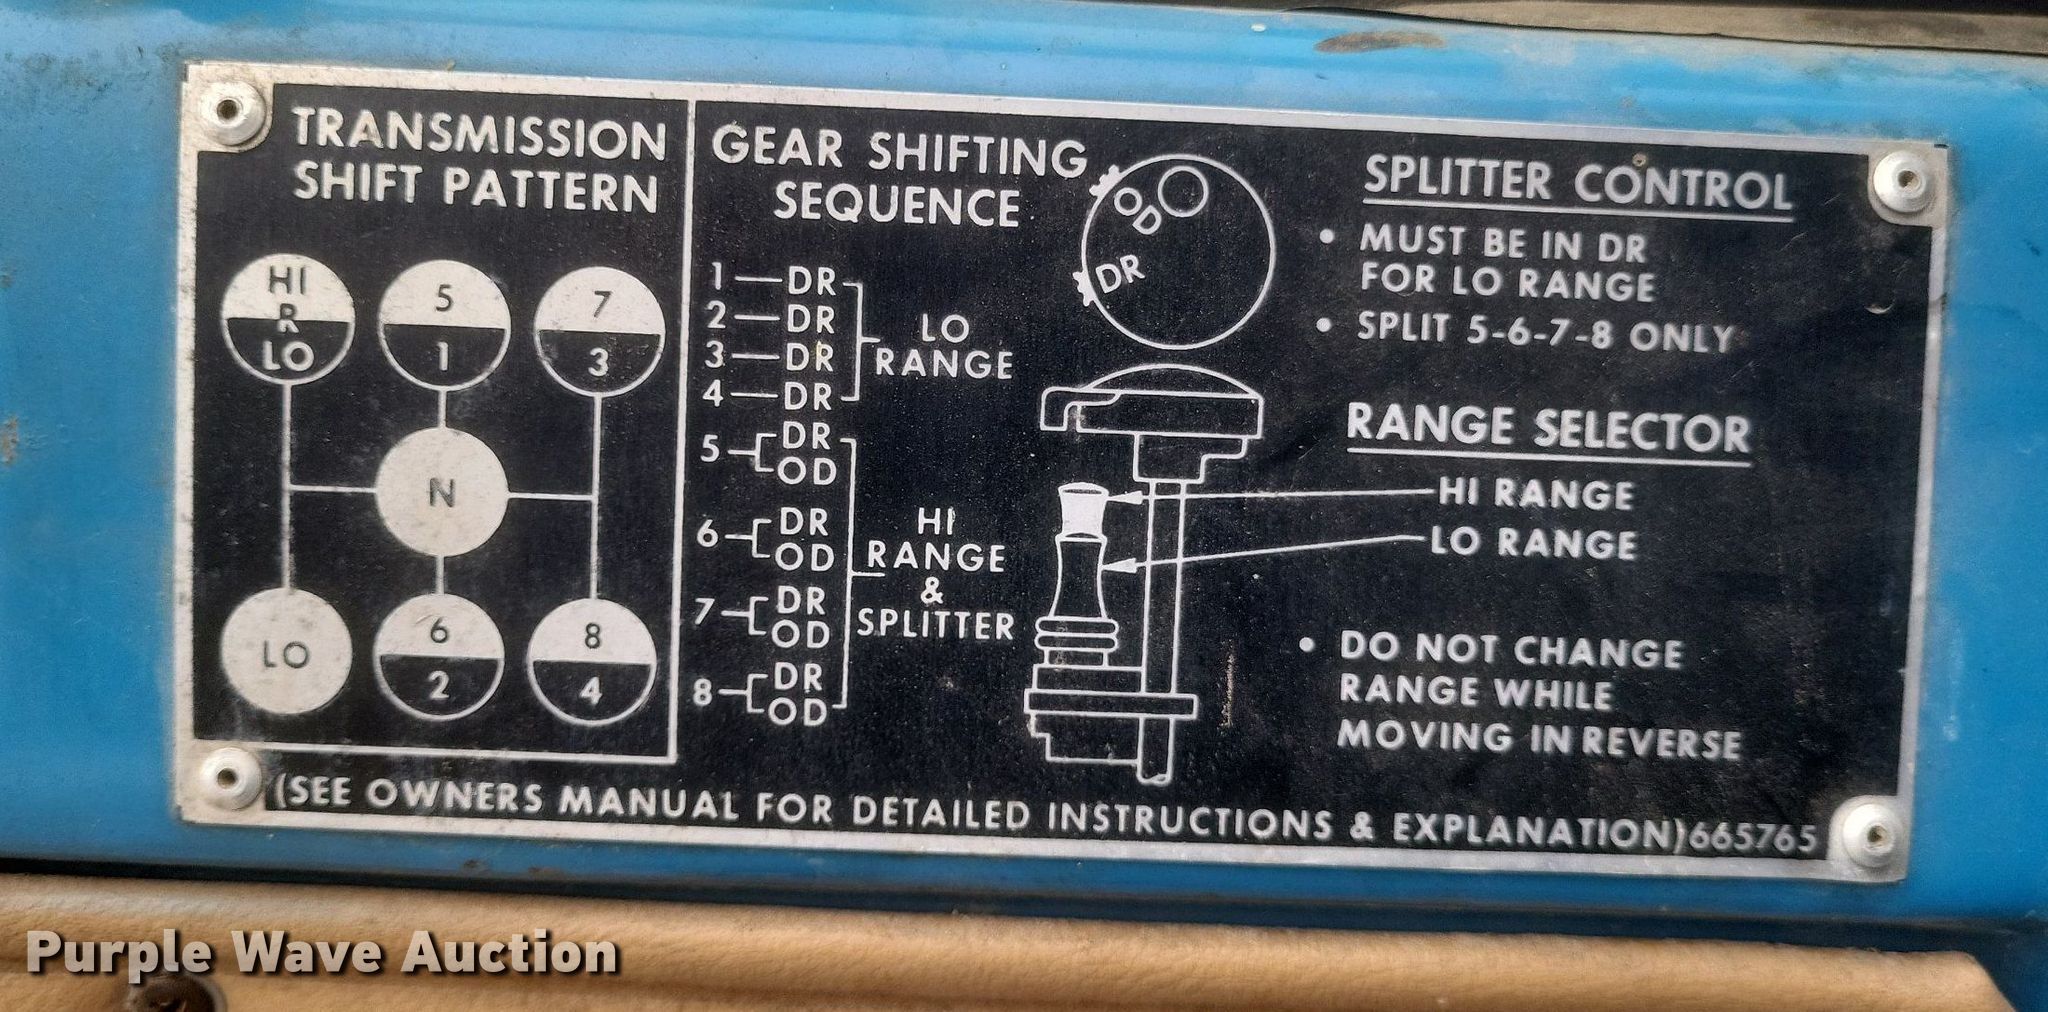 TRANSMISSION
SHIFT PATTERN
HI
R
LO
5
1
7
3
N
LO
6
2
8
4
GEAR SHIFTING
SEQUENCE
1 — DR
2 — DR
3 — DR
4 — DR
LO
RANGE
5 DR
OD
6 DR
OD
7 DR
OD
8 DR
OD
HI
RANGE
&
SPLITTER
OD
DR
SPLITTER CONTROL
• MUST BE IN DR
FOR LO RANGE
• SPLIT 5-6-7-8 ONLY
RANGE SELECTOR
HI RANGE
LO RANGE
• DO NOT CHANGE
RANGE WHILE
MOVING IN REVERSE
(SEE OWNERS MANUAL FOR DETAILED INSTRUCTIONS & EXPLANATION) 665765
Purple Wave Auction